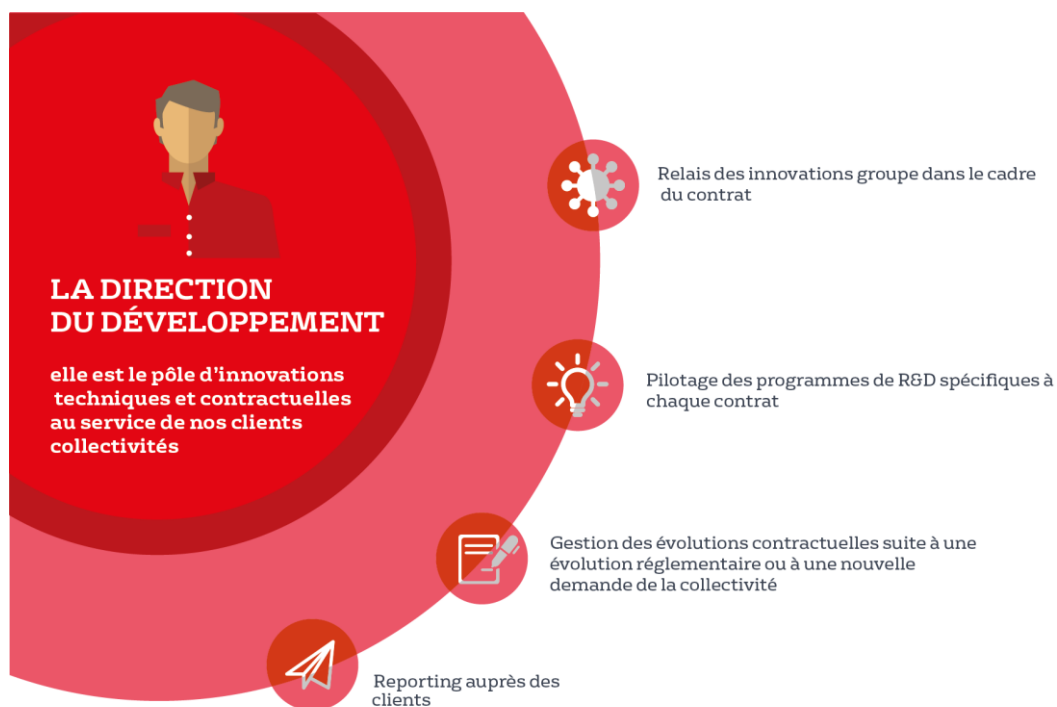 LA DIRECTION
DU DÉVELOPPEMENT
elle est le pôle d'innovations
techniques et contractuelles
au service de nos clients
collectivités
Relais des innovations groupe dans le cadre
du contrat
Pilotage des programmes de R&D spécifiques à
chaque contrat
Gestion des évolutions contractuelles suite à une
évolution réglementaire ou à une nouvelle
demande de la collectivité
Reporting auprès des
clients